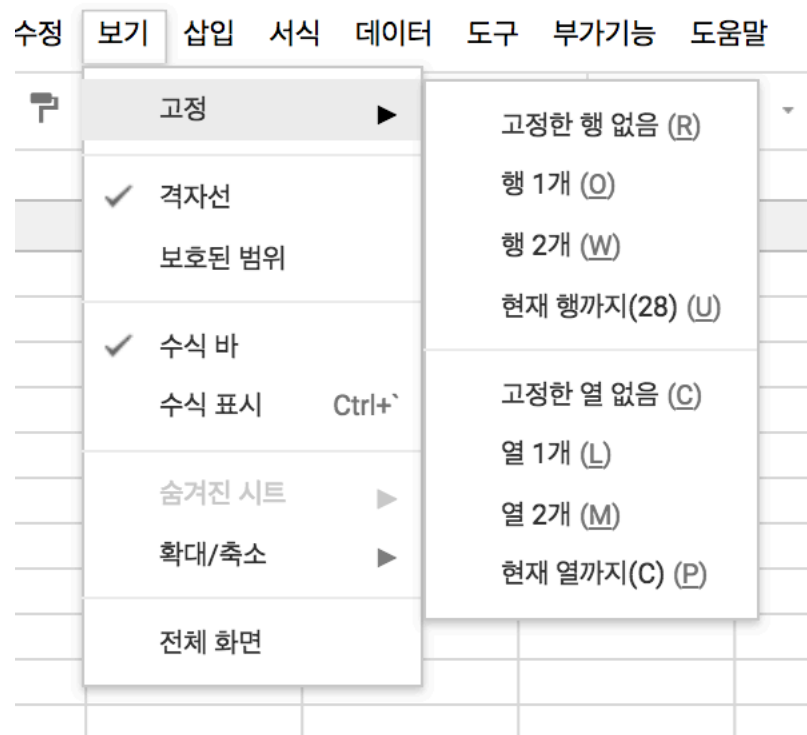 수정 보기 삽입 서식 데이터 도구 부가기능 도움말
고정
격자선
보호된 범위
수식 바
수식 표시 Ctrl+`
숨겨진 시트
확대/축소
전체 화면
고정한 행 없음 (R)
행 1개 (O)
행 2개 (W)
현재 행까지(28) (U)
고정한 열 없음 (C)
열 1개 (L)
열 2개 (M)
현재 열까지(C) (P)